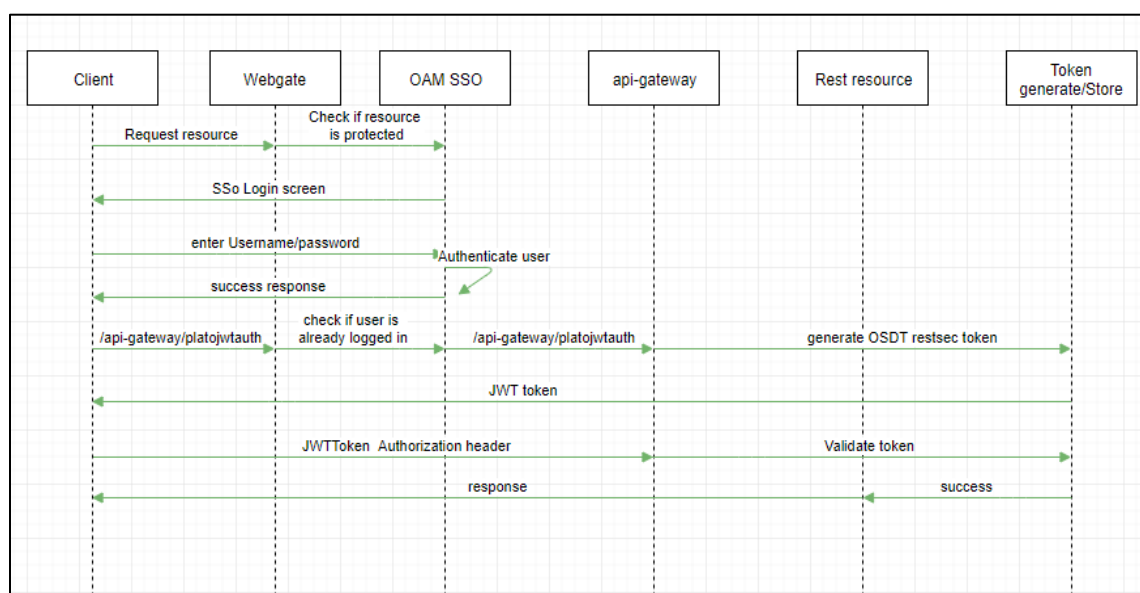 Client
Webgate
OAM SSO
api-gateway
Rest resource
Token
generate/Store
Request resource
Check if resource
is protected
SSo Login screen
enter Username/password
Authenticate user
success response
/api-gateway/platojwtauth
check if user is
already logged in
/api-gateway/platojwtauth
generate OSDT restsec token
JWT token
JWTToken  Authorization header
Validate token
response
success